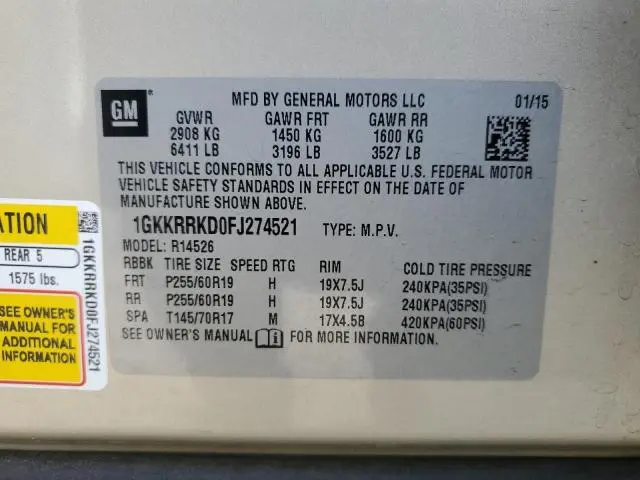 GM
MFD BY GENERAL MOTORS LLC 01/15
GVWR GAWR FRT GAWR RR
2908 KG 1450 KG 1600 KG
6411 LB 3196 LB 3527 LB
THIS VEHICLE CONFORMS TO ALL APPLICABLE U.S. FEDERAL MOTOR
VEHICLE SAFETY STANDARDS IN EFFECT ON THE DATE OF
MANUFACTURE SHOWN ABOVE.
1GKKRRKD0FJ274521 TYPE: M.P.V.
MODEL: R14526
RBBK TIRE SIZE SPEED RTG RIM COLD TIRE PRESSURE
FRT P255/60R19 H 19X7.5J 240KPA(35PSI)
RR P255/60R19 H 19X7.5J 240KPA(35PSI)
SPA T145/70R17 M 17X4.5B 420KPA(60PSI)
SEE OWNER'S MANUAL i FOR MORE INFORMATION.
ATION
REAR 5
1575 lbs.
SEE OWNER'S
MANUAL FOR
ADDITIONAL
INFORMATION
1GKKRRKD0FJ274521